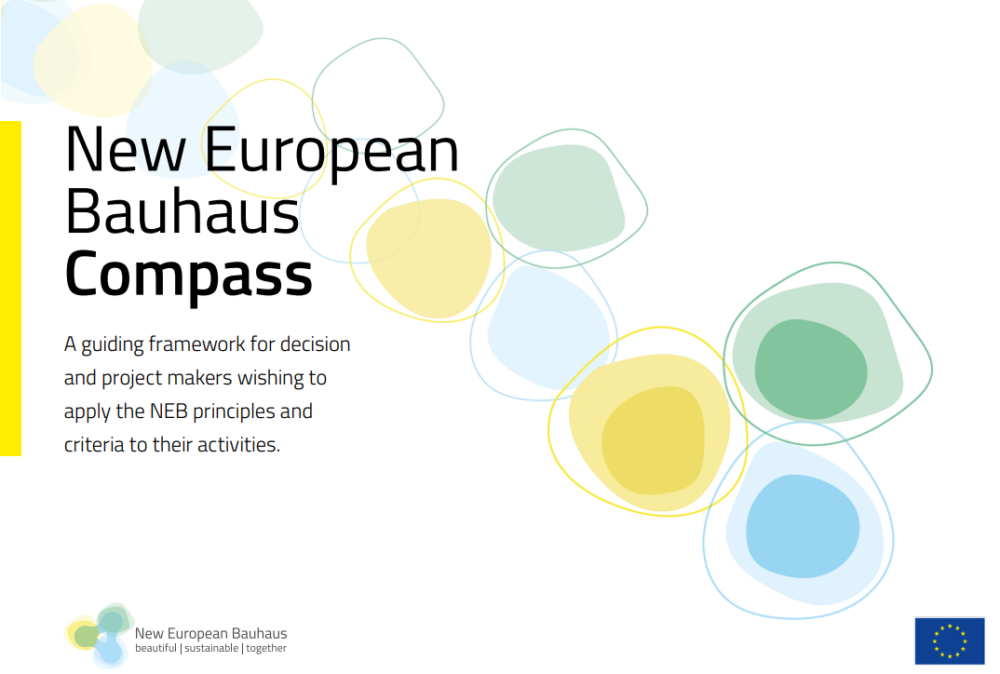 New European
Bauhaus
Compass
A guiding framework for decision
and project makers wishing to
apply the NEB principles and
criteria to their activities.
New European Bauhaus
beautiful | sustainable | together